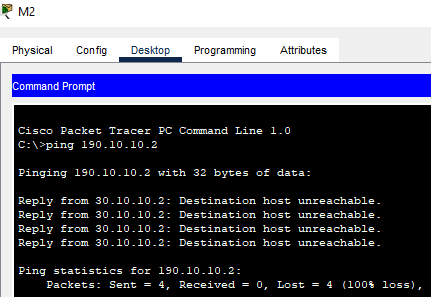 M2
Physical Config Desktop Programming Attributes
Command Prompt
Cisco Packet Tracer PC Command Line 1.0
C:\>ping 190.10.10.2
Pinging 190.10.10.2 with 32 bytes of data:
Reply from 30.10.10.2: Destination host unreachable.
Reply from 30.10.10.2: Destination host unreachable.
Reply from 30.10.10.2: Destination host unreachable.
Reply from 30.10.10.2: Destination host unreachable.
Ping statistics for 190.10.10.2:
Packets: Sent = 4, Received = 0, Lost = 4 (100% loss),